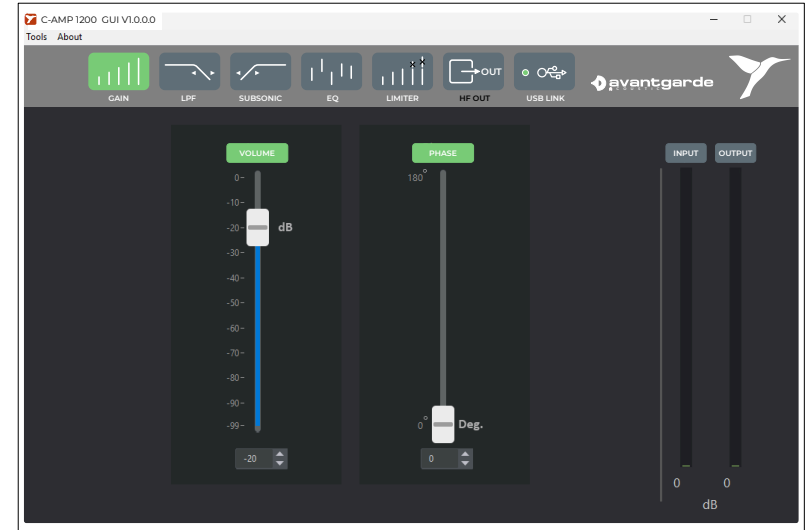 C-AMP 1200 GUI V1.0.0.0
Tools About
OUT
GAIN LPF SUBSONIC EQ LIMITER HF OUT USB LINK
avantgarde
ACOUSTIC
VOLUME PHASE INPUT OUTPUT
0-
180°
-10-
-20- dB
-30-
-40-
-50-
-60-
-70-
-80-
-90-
-99-
0° Deg.
-20 0
0 0
dB